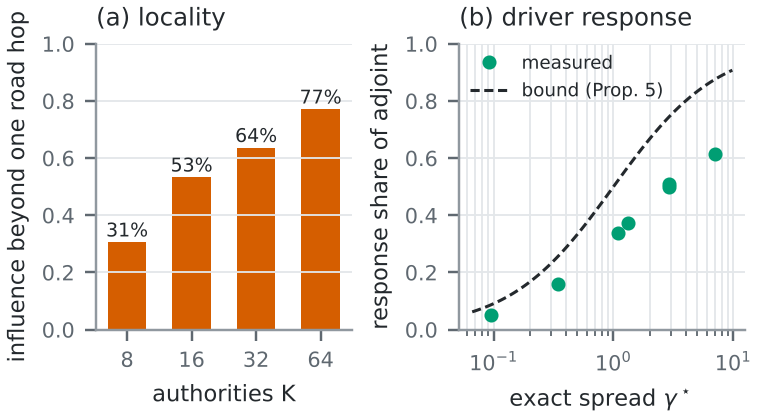 (a) locality
influence beyond one road hop
1.0
0.8
0.6
0.4
0.2
0.0
31%
53%
64%
77%
8 16 32 64
authorities K
(b) driver response
response share of adjoint
1.0
0.8
0.6
0.4
0.2
0.0
measured
bound (Prop. 5)
10⁻¹ 10⁰ 10¹
exact spread γ⋆